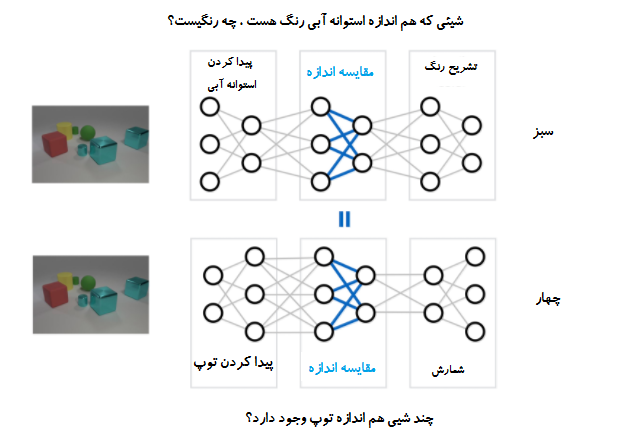 شیئی که هم اندازه استوانه آبی رنگ هست ، چه رنگیست؟
پیدا کردن
استوانه آبی
مقایسه اندازه
تشریح رنگ
سبز
پیدا کردن توپ
مقایسه اندازه
شمارش
چهار
چند شیی هم اندازه توپ وجود دارد؟